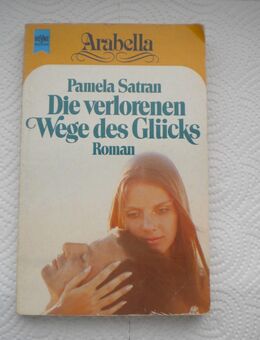 Arabella
Pamela Satran
Die verlorenen
Wege des Glücks
Roman